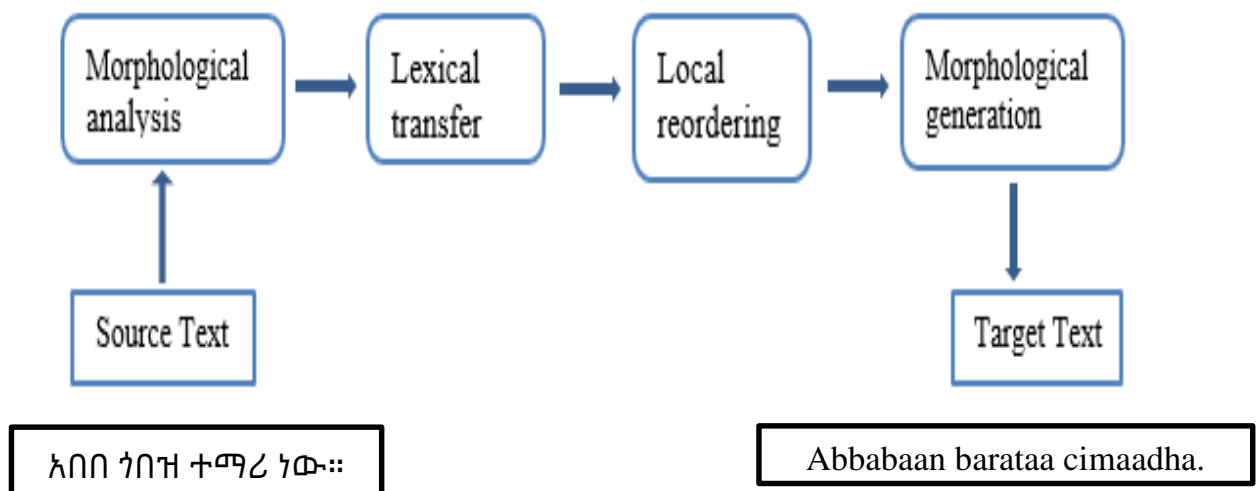 Morphological
analysis
Lexical
transfer
Local
reordering
Morphological
generation
Source Text
Target Text
አበበ ጎበዝ ተማሪ ነው።
Abbabaan barataa cimaadha.